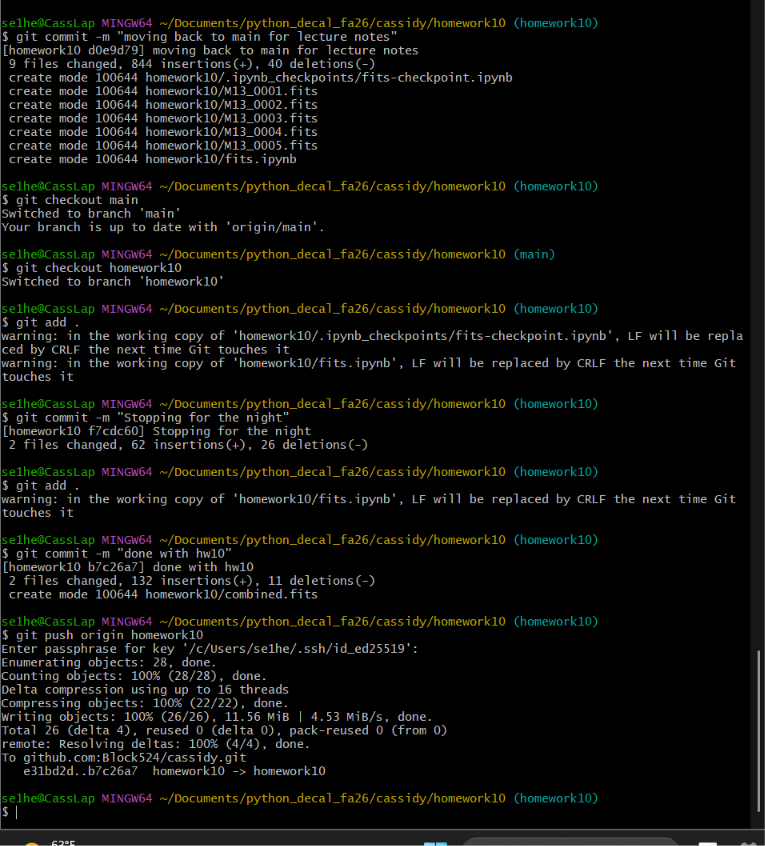 se1he@CassLap MINGW64 ~/Documents/python_decal_fa26/cassidy/homework10 (homework10)
$ git commit -m "moving back to main for lecture notes"
[homework10 d0e9d79] moving back to main for lecture notes
 9 files changed, 844 insertions(+), 40 deletions(-)
 create mode 100644 homework10/.ipynb_checkpoints/fits-checkpoint.ipynb
 create mode 100644 homework10/M13_0001.fits
 create mode 100644 homework10/M13_0002.fits
 create mode 100644 homework10/M13_0003.fits
 create mode 100644 homework10/M13_0004.fits
 create mode 100644 homework10/M13_0005.fits
 create mode 100644 homework10/fits.ipynb

se1he@CassLap MINGW64 ~/Documents/python_decal_fa26/cassidy/homework10 (homework10)
$ git checkout main
Switched to branch 'main'
Your branch is up to date with 'origin/main'.

se1he@CassLap MINGW64 ~/Documents/python_decal_fa26/cassidy/homework10 (main)
$ git checkout homework10
Switched to branch 'homework10'

se1he@CassLap MINGW64 ~/Documents/python_decal_fa26/cassidy/homework10 (homework10)
$ git add .
warning: in the working copy of 'homework10/.ipynb_checkpoints/fits-checkpoint.ipynb', LF will be repla
ced by CRLF the next time Git touches it
warning: in the working copy of 'homework10/fits.ipynb', LF will be replaced by CRLF the next time Git
touches it

se1he@CassLap MINGW64 ~/Documents/python_decal_fa26/cassidy/homework10 (homework10)
$ git commit -m "Stopping for the night"
[homework10 f7cdc60] Stopping for the night
 2 files changed, 62 insertions(+), 26 deletions(-)

se1he@CassLap MINGW64 ~/Documents/python_decal_fa26/cassidy/homework10 (homework10)
$ git add .
warning: in the working copy of 'homework10/fits.ipynb', LF will be replaced by CRLF the next time Git
touches it

se1he@CassLap MINGW64 ~/Documents/python_decal_fa26/cassidy/homework10 (homework10)
$ git commit -m "done with hw10"
[homework10 b7c26a7] done with hw10
 2 files changed, 132 insertions(+), 11 deletions(-)
 create mode 100644 homework10/combined.fits

se1he@CassLap MINGW64 ~/Documents/python_decal_fa26/cassidy/homework10 (homework10)
$ git push origin homework10
Enter passphrase for key '/c/Users/se1he/.ssh/id_ed25519':
Enumerating objects: 28, done.
Counting objects: 100% (28/28), done.
Delta compression using up to 16 threads
Compressing objects: 100% (22/22), done.
Writing objects: 100% (26/26), 11.56 MiB | 4.53 MiB/s, done.
Total 26 (delta 4), reused 0 (delta 0), pack-reused 0 (from 0)
remote: Resolving deltas: 100% (4/4), done.
To github.com:Block524/cassidy.git
   e31bd2d..b7c26a7  homework10 -> homework10

se1he@CassLap MINGW64 ~/Documents/python_decal_fa26/cassidy/homework10 (homework10)
$